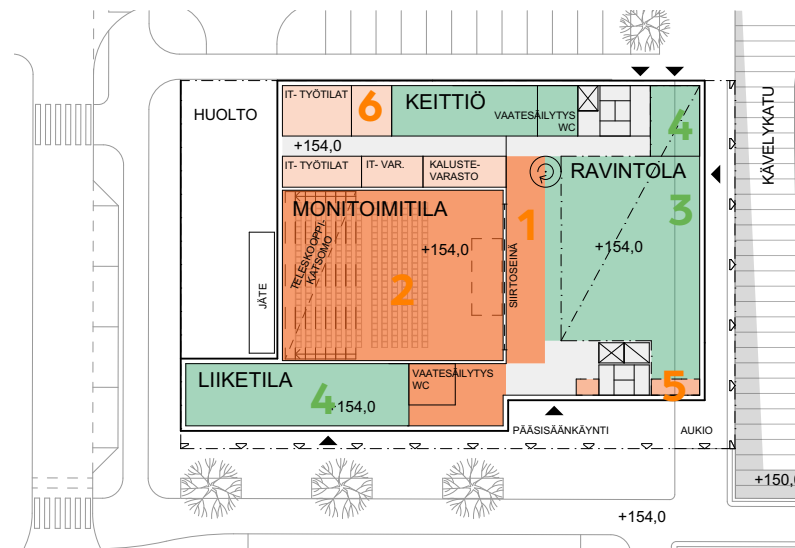 IT- TYÖTILAT
6
KEITTIÖ
HUOLTO
VAATESÄILYTYS
WC
4
+154,0
IT- TYÖTILAT
IT- VAR.
KALUSTE-
VARASTO
RAVINTOLA
KÄVELYKATU
MONITOIMITILA
1
3
TELESKOOPPI-
KATSOMO
+154,0
SIIRTOSEINÄ
+154,0
2
JÄTE
LIIKETILA
VAATESÄILYTYS
WC
4
+154,0
5
PÄÄSISÄÄNKÄYNTI
AUKIO
+150,
+154,0